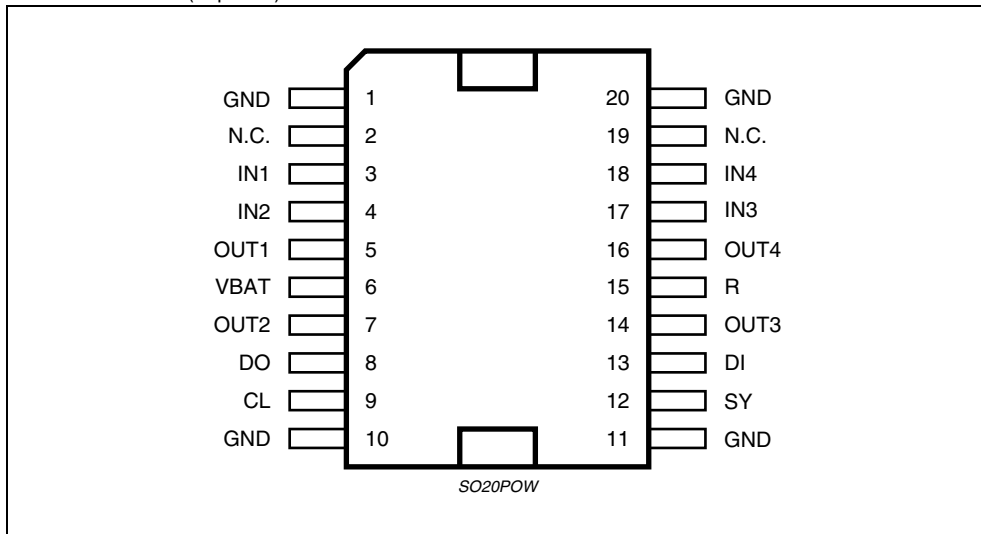 GND 1 20 GND
N.C. 2 19 N.C.
IN1 3 18 IN4
IN2 4 17 IN3
OUT1 5 16 OUT4
VBAT 6 15 R
OUT2 7 14 OUT3
DO 8 13 DI
CL 9 12 SY
GND 10 11 GND
SO20POW